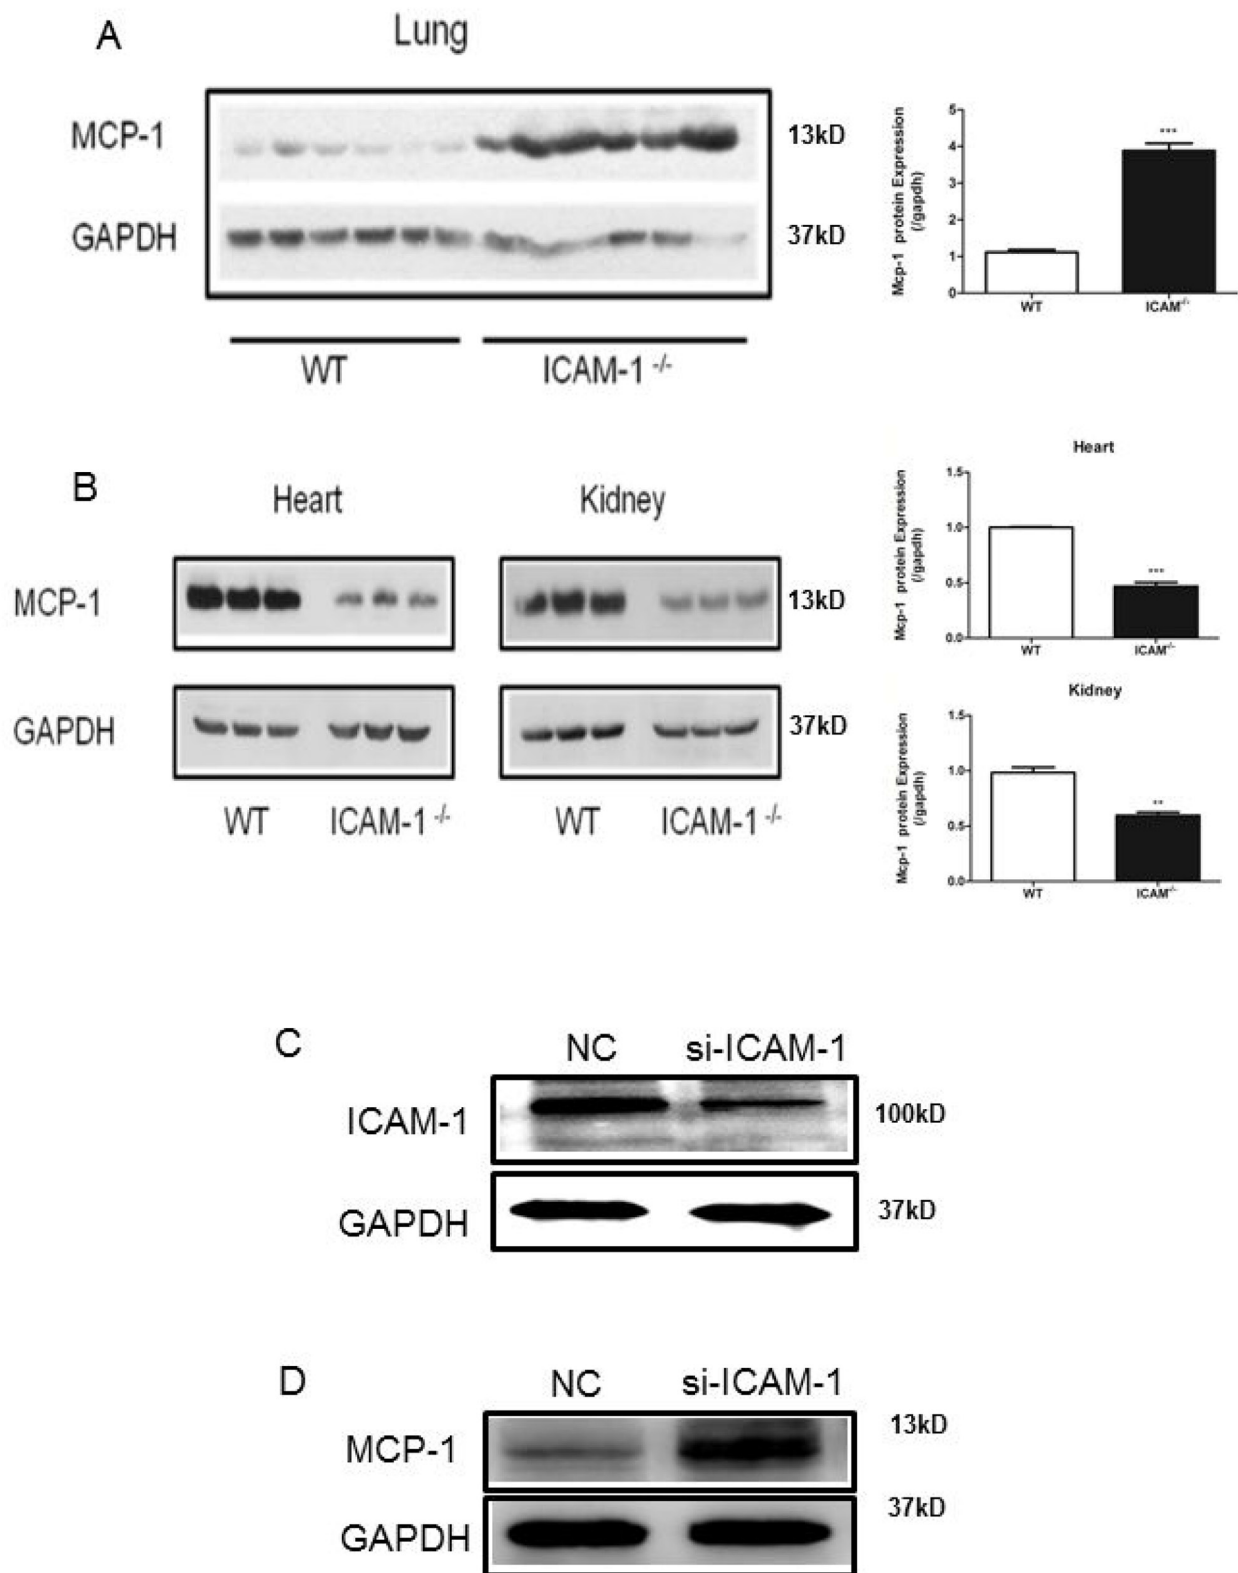 A
Lung
MCP-1
13kD
GAPDH
37kD
WT
ICAM-1 -/-
Mcp-1 protein Expression
(/gapdh)
5
4
3
2
1
0
***
WT
ICAM-/-
B
Heart
Kidney
MCP-1
13kD
GAPDH
37kD
WT
ICAM-1 -/-
WT
ICAM-1 -/-
Heart
Mcp-1 protein Expression
(/gapdh)
1.5
1.0
0.5
0.0
***
WT
ICAM-/-
Kidney
Mcp-1 protein Expression
(/gapdh)
1.5
1.0
0.5
0.0
**
WT
ICAM-/-
C
NC
si-ICAM-1
ICAM-1
100kD
GAPDH
37kD
D
NC
si-ICAM-1
MCP-1
13kD
GAPDH
37kD